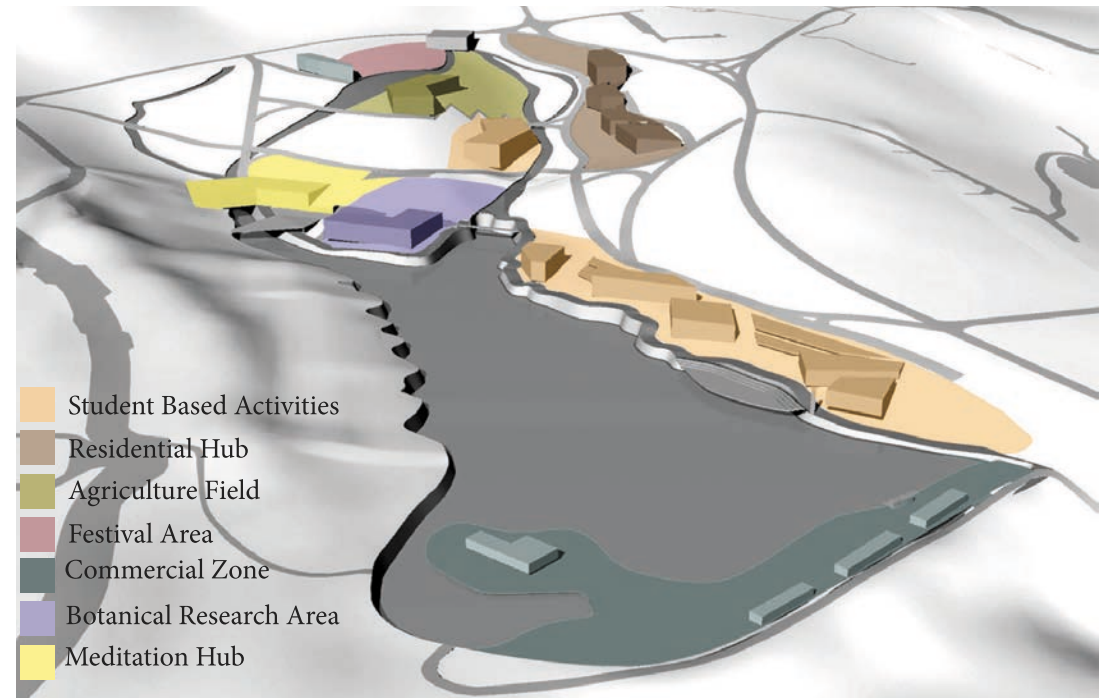 Student Based Activities
Residential Hub
Agriculture Field
Festival Area
Commercial Zone
Botanical Research Area
Meditation Hub